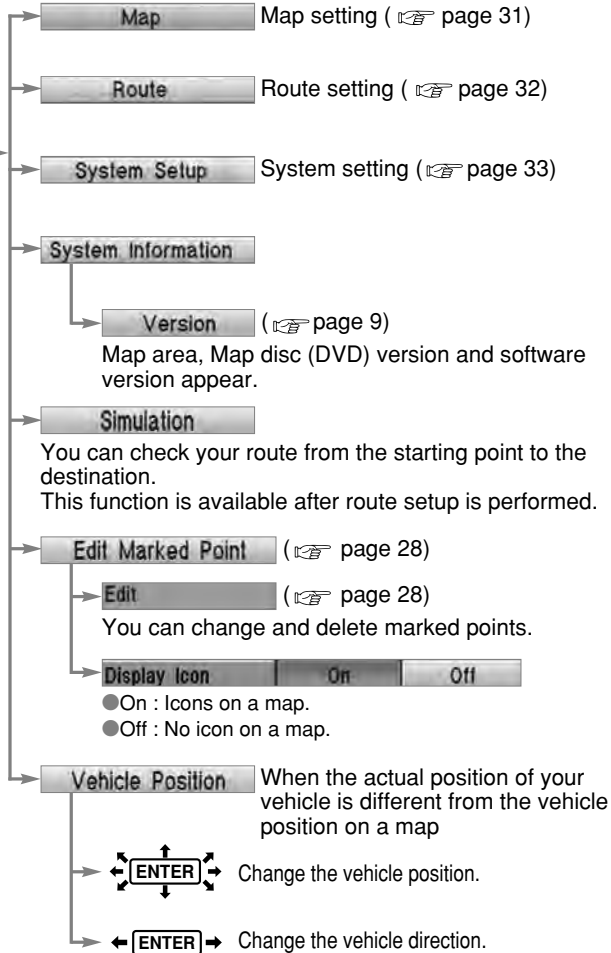 Map Map setting ( ☞ page 31)
Route Route setting ( ☞ page 32)
System Setup System setting (☞ page 33)
System Information
Version (☞ page 9)
Map area, Map disc (DVD) version and software
version appear.
Simulation
You can check your route from the starting point to the
destination.
This function is available after route setup is performed.
Edit Marked Point (☞ page 28)
Edit (☞ page 28)
You can change and delete marked points.
Display Icon On Off
●On : Icons on a map.
●Off : No icon on a map.
Vehicle Position When the actual position of your
vehicle is different from the vehicle
position on a map
ENTER Change the vehicle position.
ENTER Change the vehicle direction.